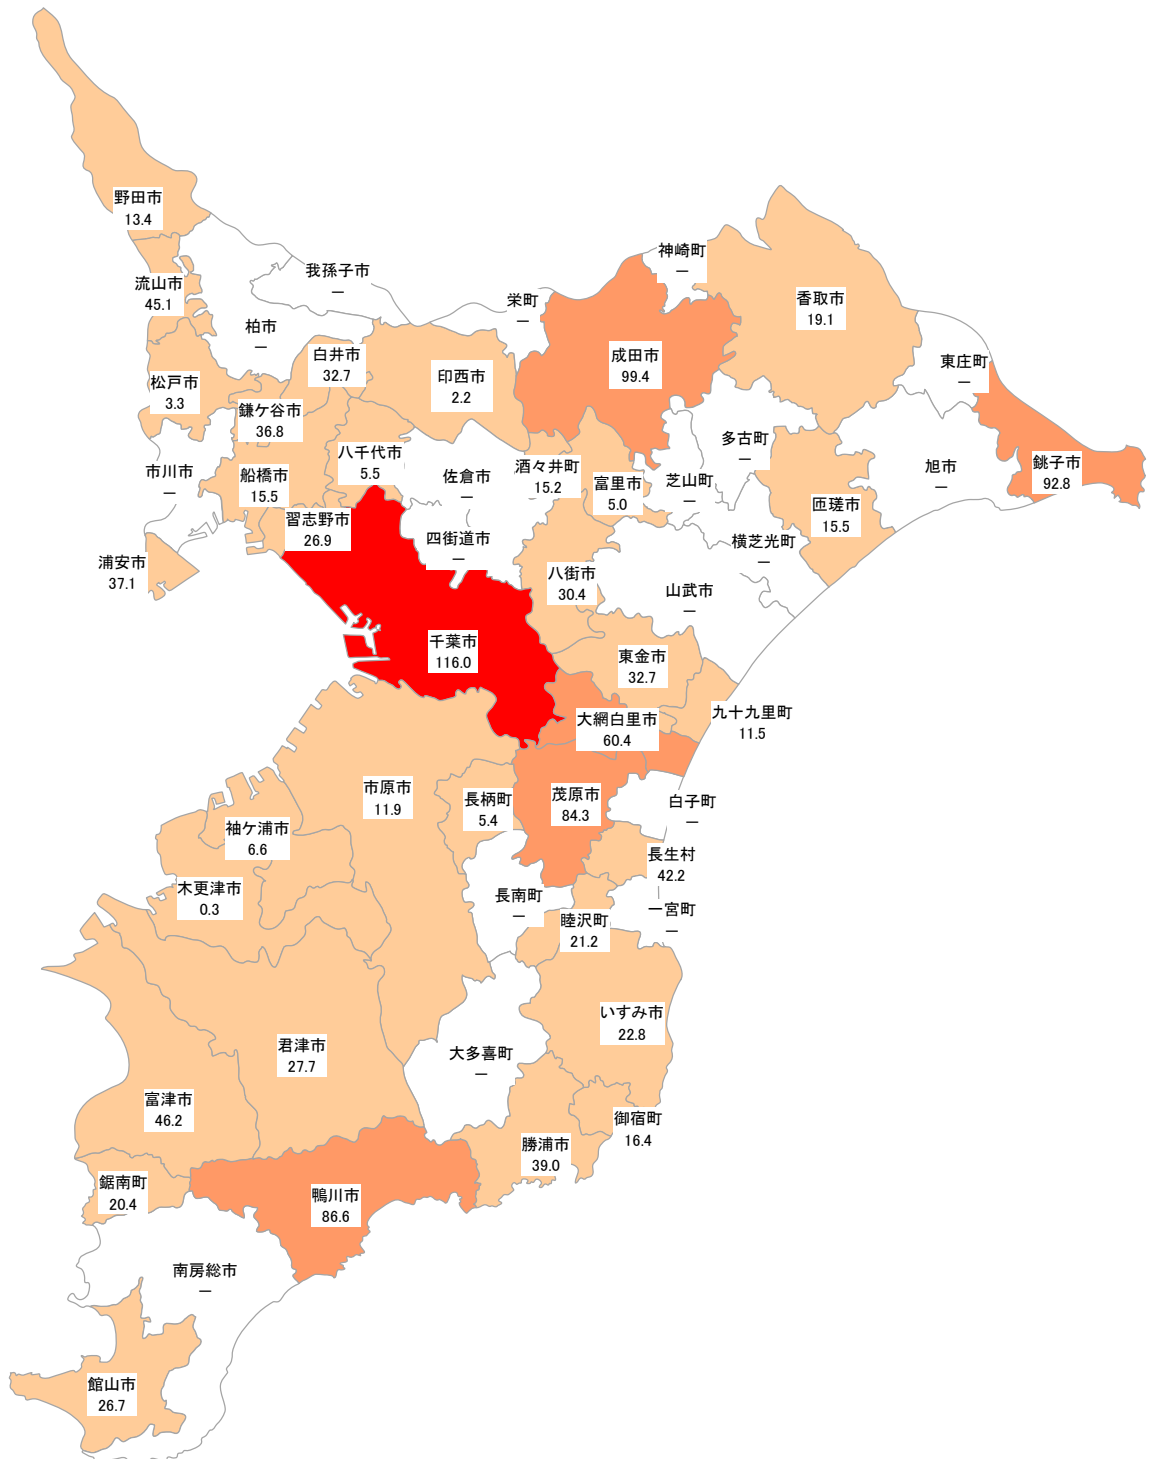 野田市
13.4
流山市
45.1
我孫子市
―
柏市
―
栄町
―
神崎町
―
香取市
19.1
成田市
99.4
東庄町
―
白井市
32.7
印西市
2.2
松戸市
3.3
鎌ケ谷市
36.8
多古町
―
八千代市
5.5
銚子市
92.8
市川市
―
船橋市
15.5
佐倉市
―
酒々井町
15.2
富里市
5.0
芝山町
―
旭市
―
匝瑳市
15.5
習志野市
26.9
四街道市
―
横芝光町
―
浦安市
37.1
八街市
30.4
山武市
―
千葉市
116.0
東金市
32.7
大網白里市
60.4
九十九里町
11.5
市原市
11.9
長柄町
5.4
茂原市
84.3
白子町
―
袖ケ浦市
6.6
長生村
42.2
木更津市
0.3
長南町
―
睦沢町
21.2
一宮町
―
いすみ市
22.8
君津市
27.7
大多喜町
―
富津市
46.2
御宿町
16.4
勝浦市
39.0
鋸南町
20.4
鴨川市
86.6
南房総市
―
館山市
26.7